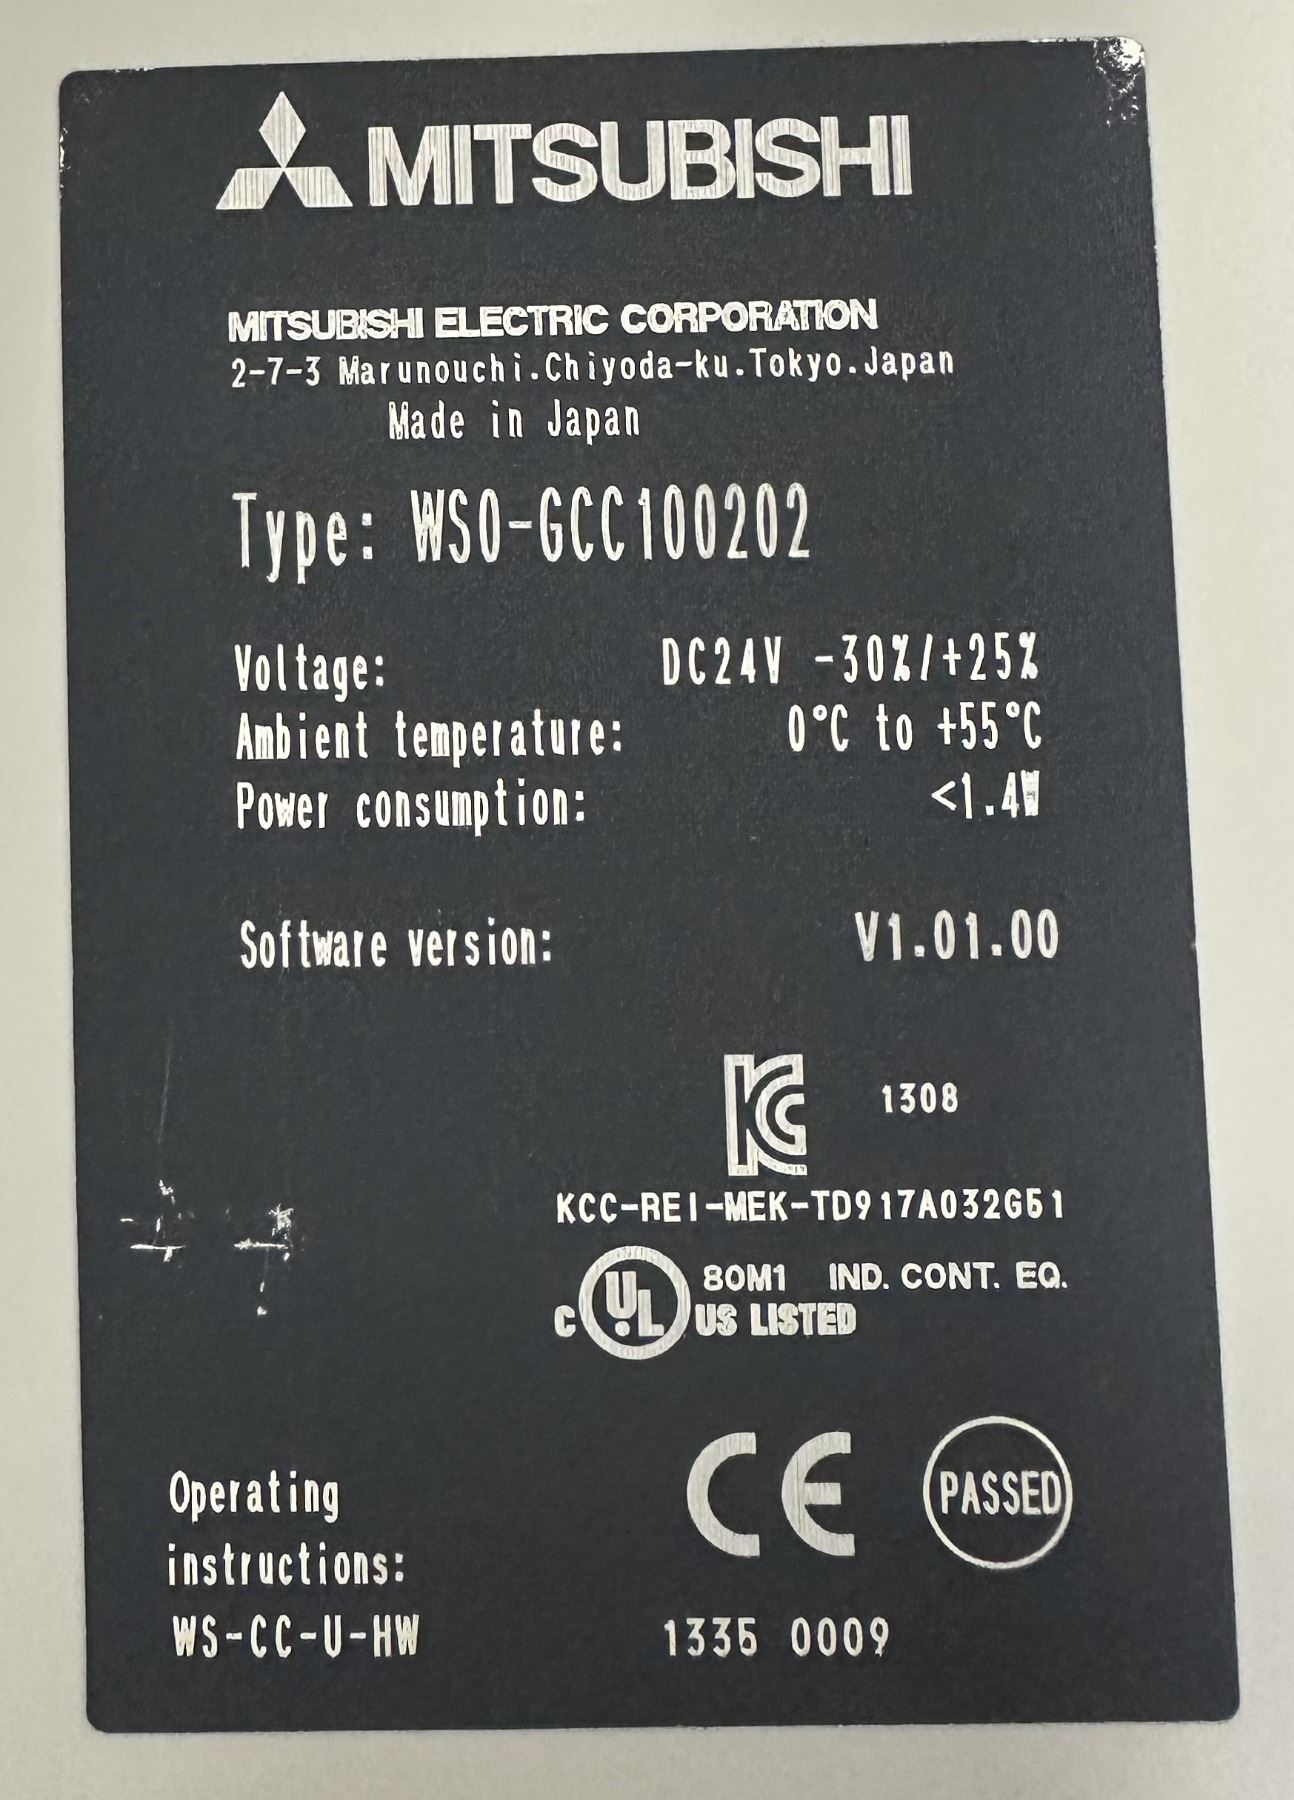 MITSUBISHI
MITSUBISHI ELECTRIC CORPORATION
2-7-3 Marunouchi.Chiyoda-ku.Tokyo.Japan
Made in Japan
Type: WS0-GCC100202
Voltage: DC24V -30%/+25%
Ambient temperature: 0°C to +55°C
Power consumption: <1.4W
Software version: V1.01.00
KC 1308
KCC-REI-MEK-TD917A032G51
C UL US LISTED 80M1 IND. CONT. EQ.
CE PASSED
Operating
instructions:
WS-CC-U-HW 1335 0009